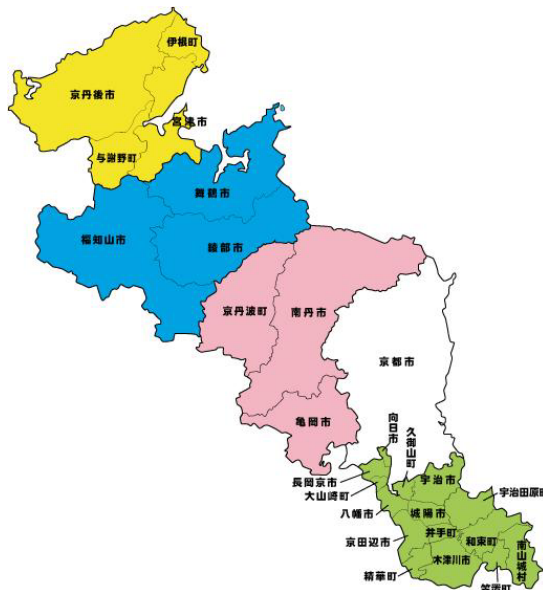 伊根町
京丹後市
宮津市
与謝野町
舞鶴市
福知山市
綾部市
京丹波町
南丹市
京都市
亀岡市
向日市
久御山町
長岡京市
宇治市
大山崎町
宇治田原町
八幡市
城陽市
井手町
京田辺市
和束町
南山城村
木津川市
精華町
笠置町